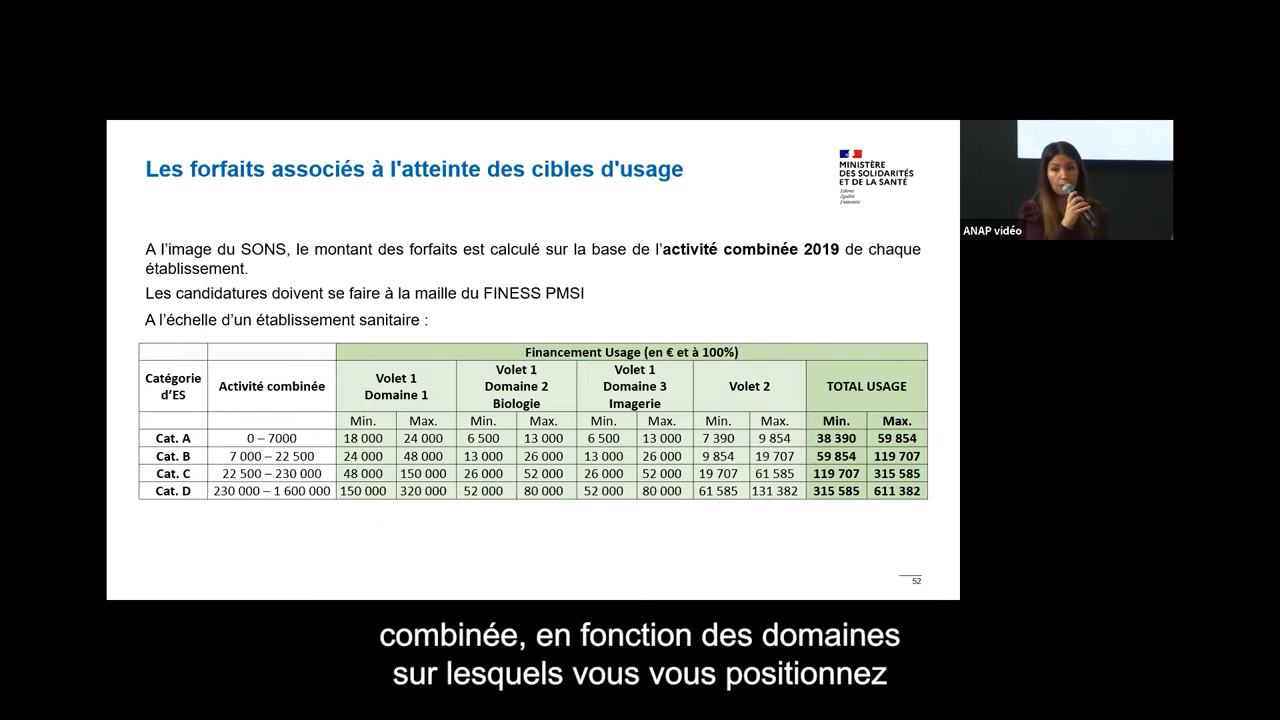 Les forfaits associés à l'atteinte des cibles d'usage
MINISTÈRE
DES SOLIDARITÉS
ET DE LA SANTÉ
Liberté
Égalité
Fraternité
A l’image du SONS, le montant des forfaits est calculé sur la base de l’activité combinée 2019 de chaque
établissement.
Les candidatures doivent se faire à la maille du FINESS PMSI
A l’échelle d’un établissement sanitaire :
Financement Usage (en € et à 100%)
Catégorie d’ES Activité combinée Volet 1 Domaine 1 Volet 1 Domaine 2 Biologie Volet 1 Domaine 3 Imagerie Volet 2 TOTAL USAGE
Min. Max. Min. Max. Min. Max. Min. Max. Min. Max.
Cat. A 0 – 7000 18 000 24 000 6 500 13 000 6 500 13 000 7 390 9 854 38 390 59 854
Cat. B 7 000 – 22 500 24 000 48 000 13 000 26 000 13 000 26 000 9 854 19 707 59 854 119 707
Cat. C 22 500 – 230 000 48 000 150 000 26 000 52 000 26 000 52 000 19 707 61 585 119 707 315 585
Cat. D 230 000 – 1 600 000 150 000 320 000 52 000 80 000 52 000 80 000 61 585 131 382 315 585 611 382
52
ANAP vidéo
combinée, en fonction des domaines
sur lesquels vous vous positionnez